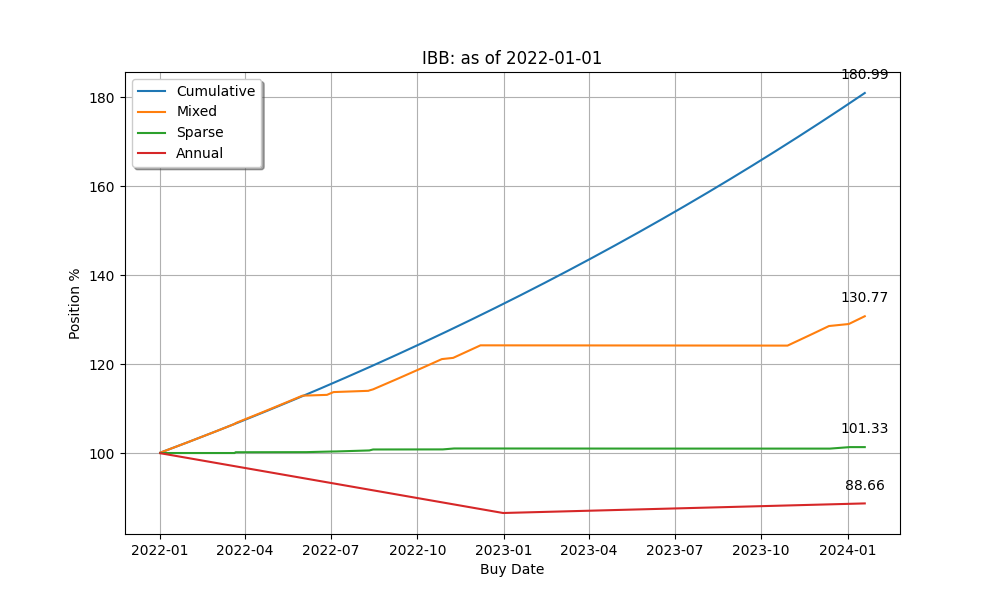 IBB: as of 2022-01-01
Cumulative
Mixed
Sparse
Annual
180.99
130.77
101.33
88.66
180
160
140
120
100
Position %
2022-01 2022-04 2022-07 2022-10 2023-01 2023-04 2023-07 2023-10 2024-01
Buy Date